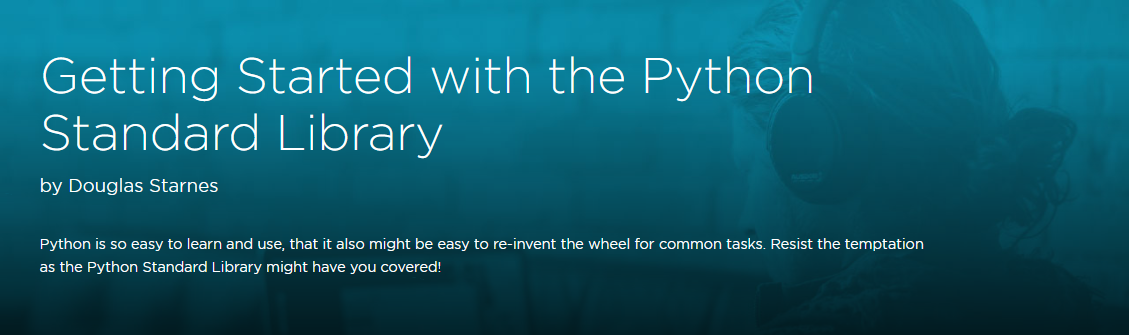 Getting Started with the Python
Standard Library
by Douglas Starnes
Python is so easy to learn and use, that it also might be easy to re-invent the wheel for common tasks. Resist the temptation
as the Python Standard Library might have you covered!